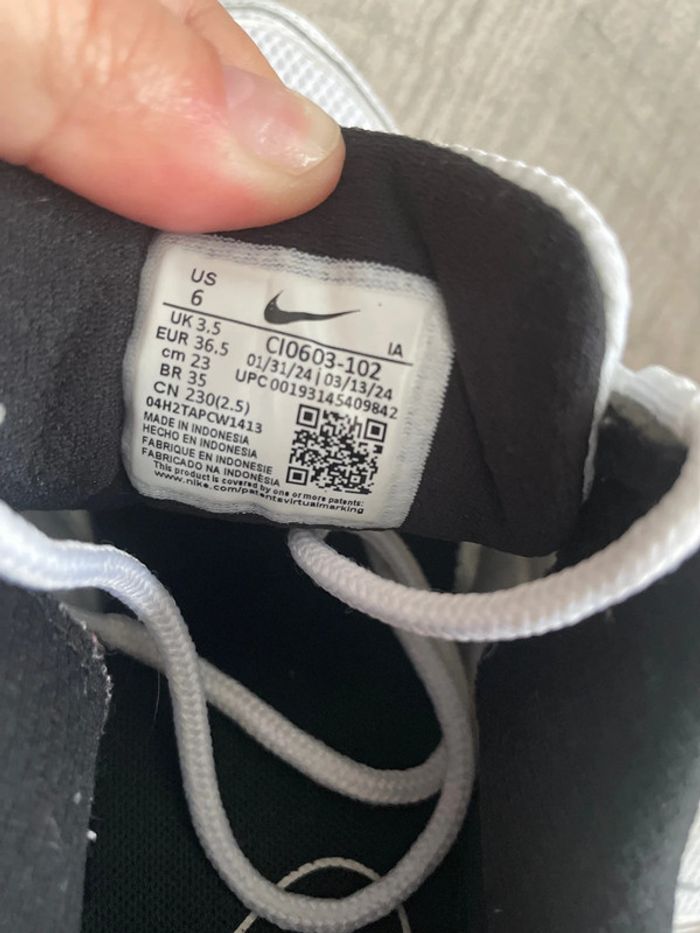 US
6
IA
UK 3.5
EUR 36.5
cm 23
BR 35
CN 230(2.5)
CI0603-102
01/31/24 | 03/13/24
UPC 00193145409842
04H2TAPCW1413
MADE IN INDONESIA
HECHO EN INDONESIA
FABRIQUE EN INDONESIE
FABRICADO NA INDONÈSIA
This product is covered by one or more patents:
www.nike.com/patentsvirtualmarking